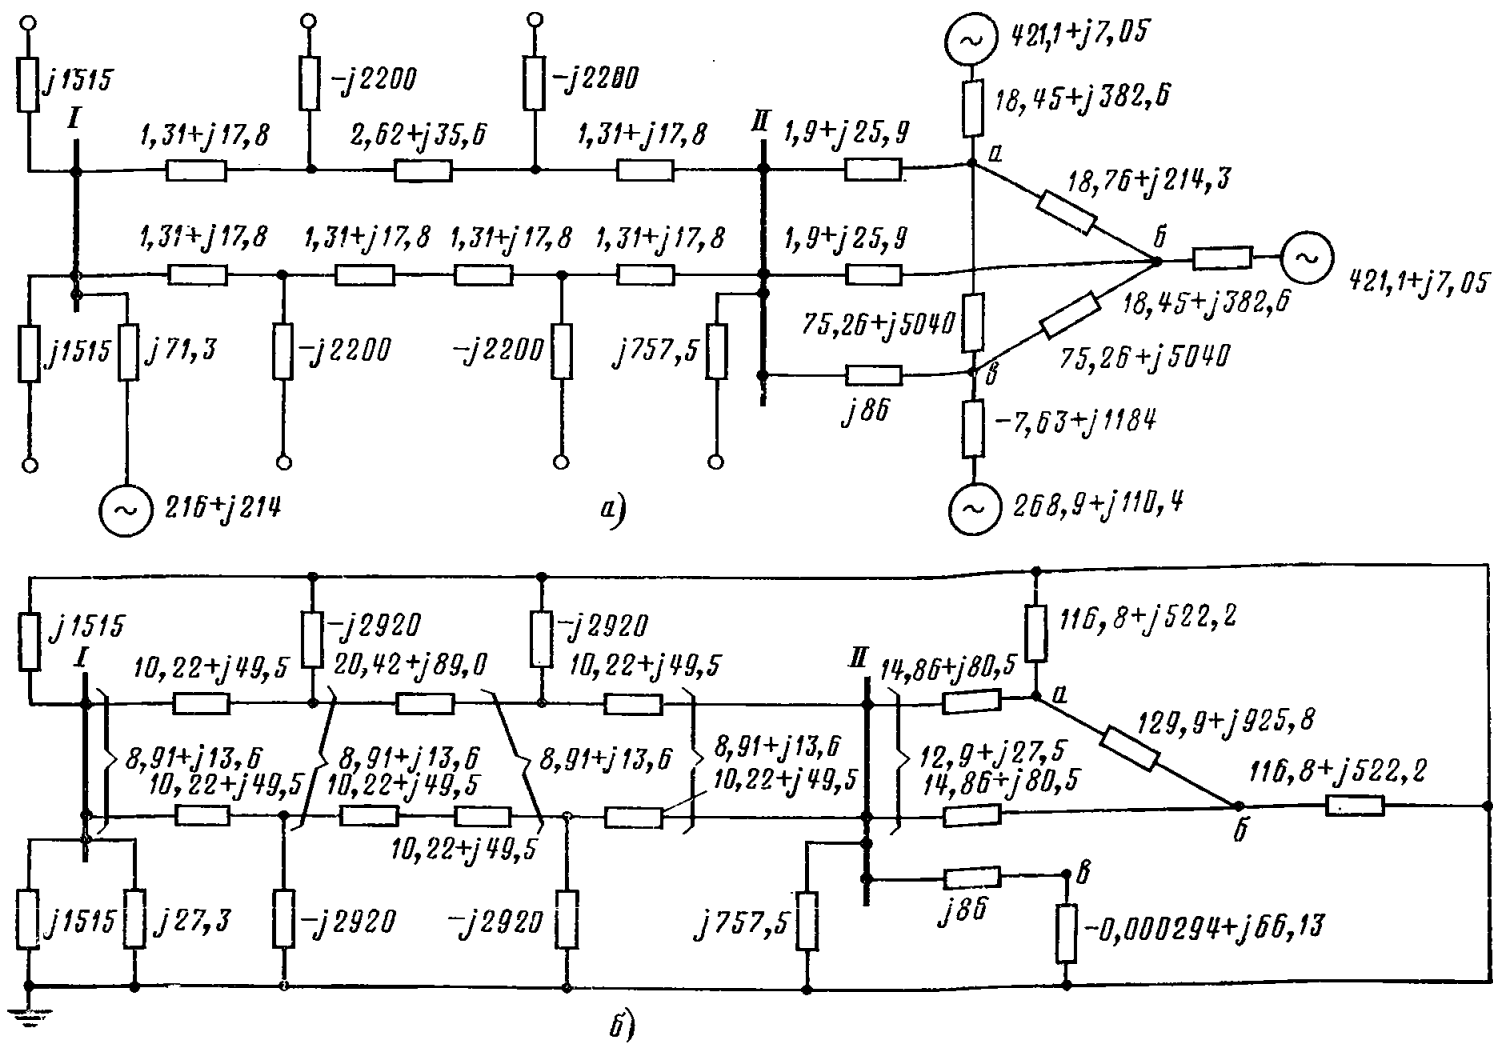 421,1+j7,05
j1515
-j2200
-j2200
18,45+j382,6
I
II
1,31+j17,8
2,62+j35,6
1,31+j17,8
1,9+j25,9
а
18,76+j214,3
1,31+j17,8
1,31+j17,8
1,31+j17,8
1,31+j17,8
1,9+j25,9
б
421,1+j7,05
18,45+j382,6
j1515
j71,3
-j2200
-j2200
j757,5
75,26+j5040
75,26+j5040
в
j86
-7,63+j1184
216+j214
а)
268,9+j110,4
j1515
-j2920
-j2920
116,8+j522,2
I
II
10,22+j49,5
20,42+j89,0
10,22+j49,5
14,86+j80,5
а
129,9+j925,8
8,91+j13,6
8,91+j13,6
8,91+j13,6
8,91+j13,6
12,9+j27,5
10,22+j49,5
10,22+j49,5
10,22+j49,5
14,86+j80,5
116,8+j522,2
10,22+j49,5
б
j1515
j27,3
-j2920
-j2920
j757,5
j86
в
-0,000294+j66,13
б)